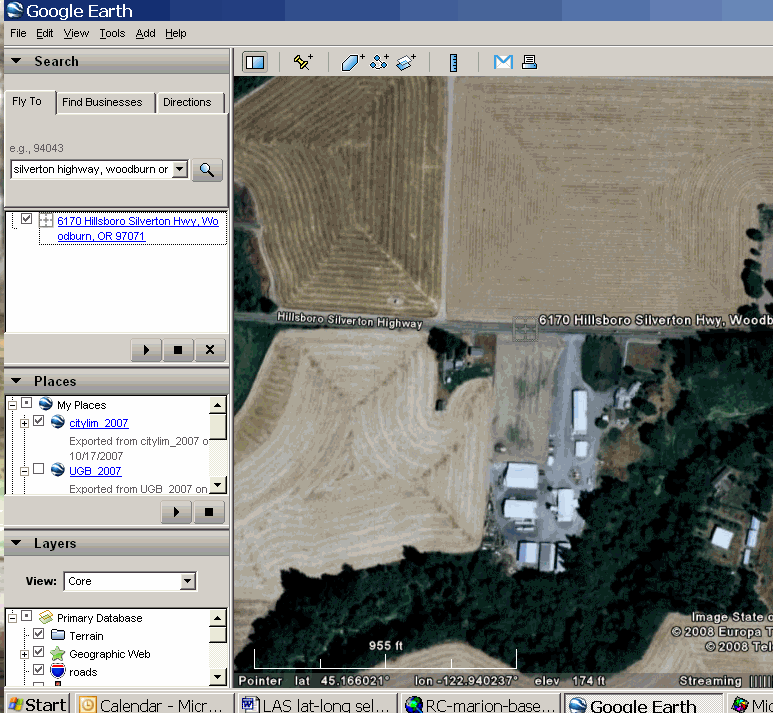 Google Earth
File Edit View Tools Add Help
Search
Fly To Find Businesses Directions
e.g., 94043
silverton highway, woodburn or
6170 Hillsboro Silverton Hwy, Wo
odburn, OR 97071
Hillsboro Silverton Highway
6170 Hillsboro Silverton Hwy, Woodb
Places
My Places
citylim_2007
Exported from citylim_2007 o
10/17/2007
UGB_2007
Exported from UGB_2007 on
Layers
View: Core
Primary Database
Terrain
Geographic Web
roads
955 ft
Image State o
© 2008 Europa T
© 2008 Tel
Pointer lat 45.166021° lon -122.940237° elev 174 ft Streaming
Start Calendar - Micr... LAS lat-long sel... RC-marion-base... Google Earth Mic